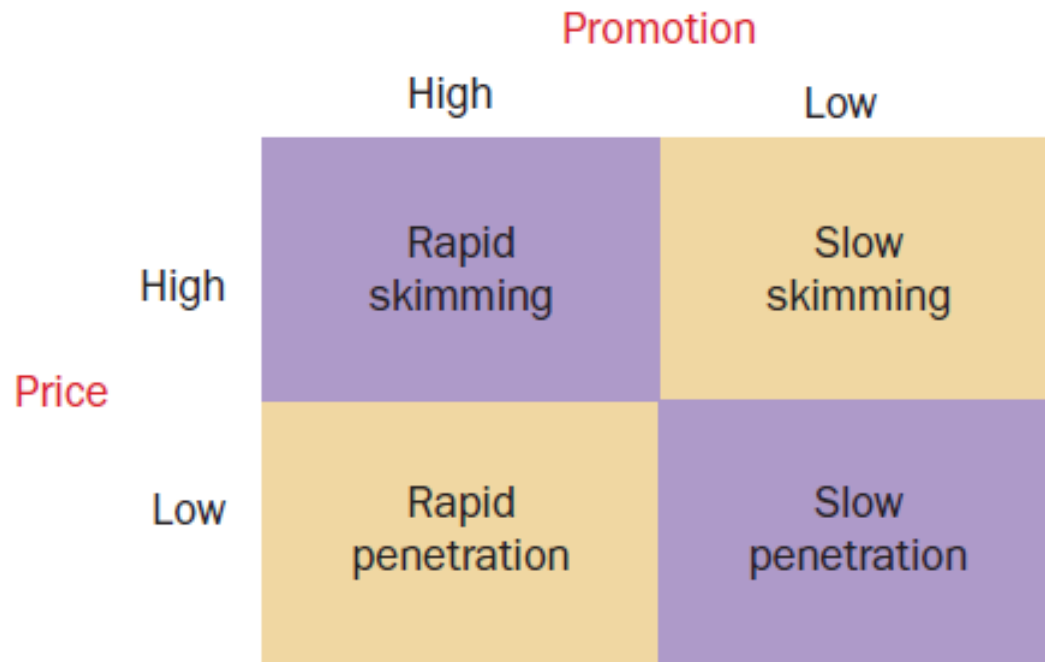 Promotion
High
Low
High
Rapid
skimming
Slow
skimming
Price
Low
Rapid
penetration
Slow
penetration